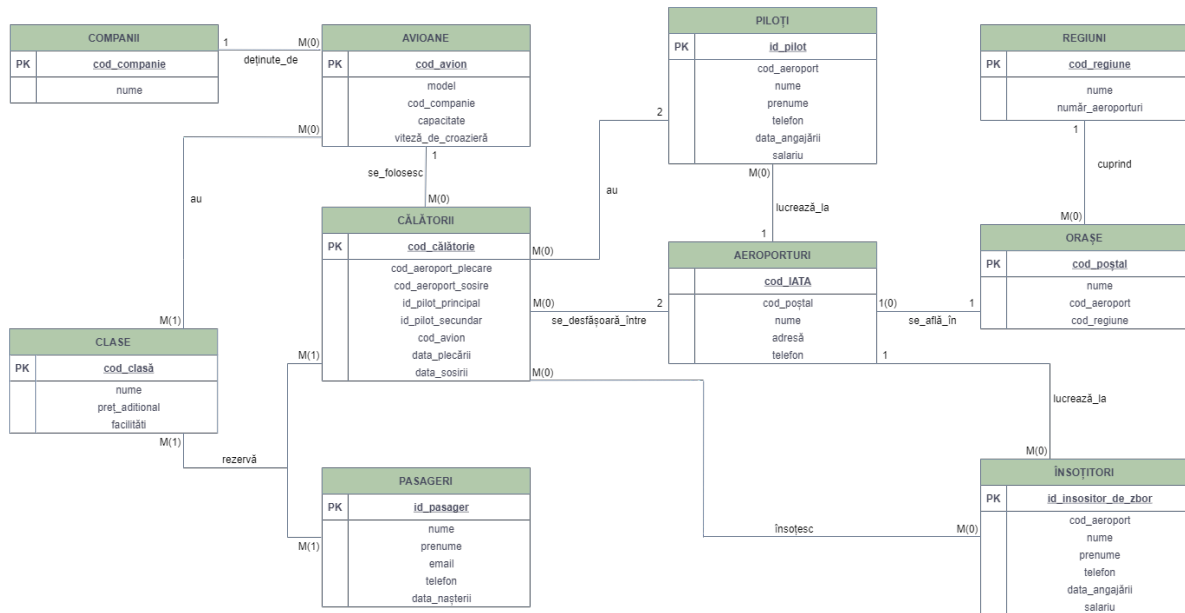 COMPANII
PK cod_companie
nume
1
M(0)
deținute_de
AVIOANE
PK cod_avion
model
cod_companie
capacitate
viteză_de_croazieră
M(0)
au
M(1)
1
se_folosesc
M(0)
PILOȚI
PK id_pilot
cod_aeroport
nume
prenume
telefon
data_angajării
salariu
2
au
M(0)
M(0)
lucrează_la
1
REGIUNI
PK cod_regiune
nume
număr_aeroporturi
1
cuprind
M(0)
CĂLĂTORII
PK cod_călătorie
cod_aeroport_plecare
cod_aeroport_sosire
id_pilot_principal
id_pilot_secundar
cod_avion
data_plecării
data_sosirii
M(0)
2
se_desfășoară_între
AEROPORTURI
cod_IATA
cod_poștal
nume
adresă
telefon
1(0)
1
se_află_în
ORAȘE
PK cod_poștal
nume
cod_aeroport
cod_regiune
CLASE
PK cod_clasă
nume
preț_aditional
facilităti
M(1)
rezervă
M(1)
M(1)
PASAGERI
PK id_pasager
nume
prenume
email
telefon
data_nașterii
M(0)
însoțesc
M(0)
1
lucrează_la
M(0)
ÎNSOȚITORI
PK id_insositor_de_zbor
cod_aeroport
nume
prenume
telefon
data_angajării
salariu